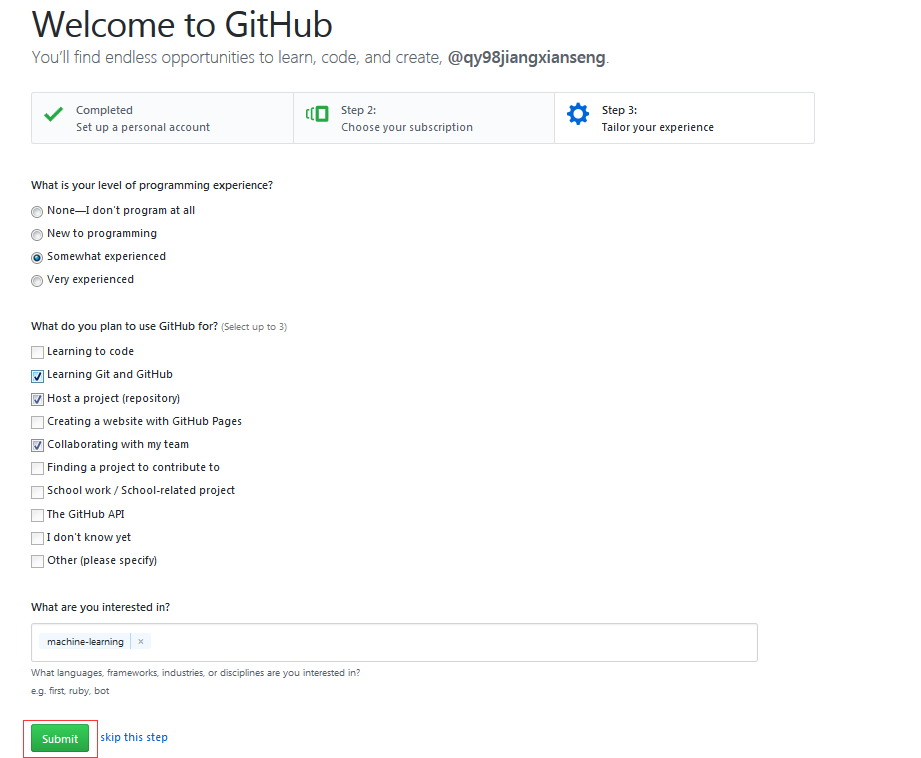 Welcome to GitHub
You'll find endless opportunities to learn, code, and create, @qy98jiangxianseng.
Completed
Set up a personal account
Step 2:
Choose your subscription
Step 3:
Tailor your experience
What is your level of programming experience?
None—I don't program at all
New to programming
Somewhat experienced
Very experienced
What do you plan to use GitHub for? (Select up to 3)
Learning to code
Learning Git and GitHub
Host a project (repository)
Creating a website with GitHub Pages
Collaborating with my team
Finding a project to contribute to
School work / School-related project
The GitHub API
I don't know yet
Other (please specify)
What are you interested in?
machine-learning ×
What languages, frameworks, industries, or disciplines are you interested in?
e.g. first, ruby, bot
Submit skip this step